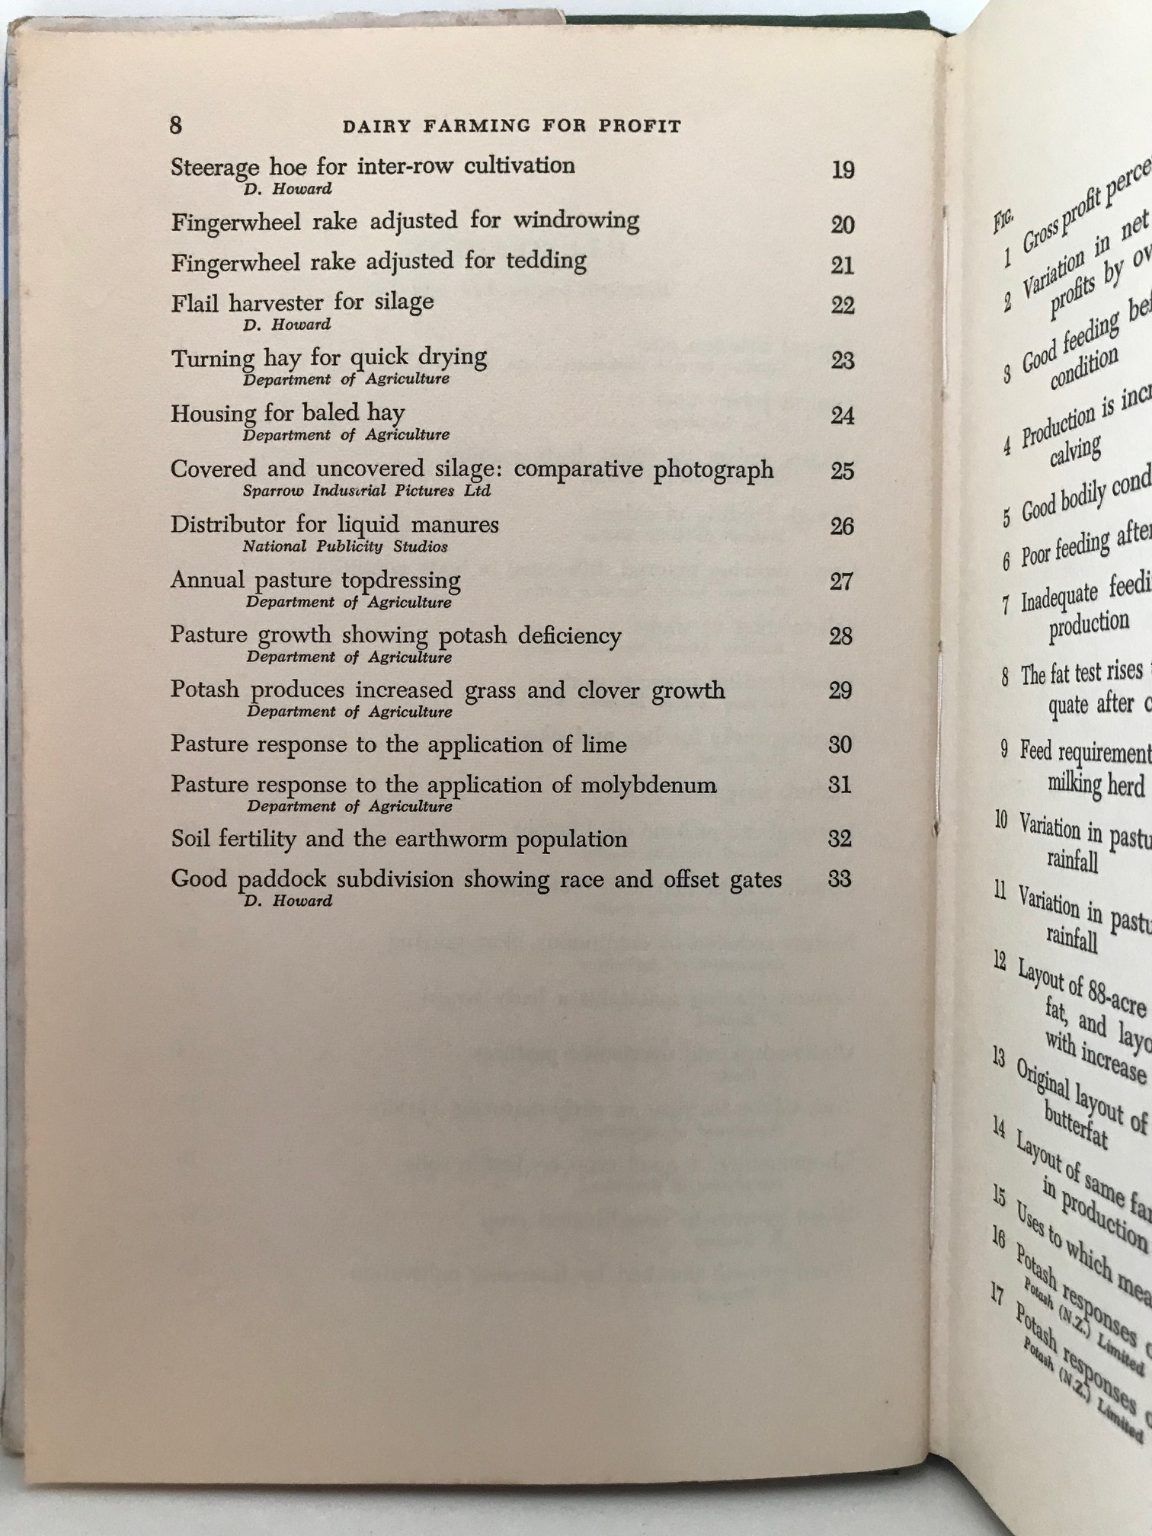 8 DAIRY FARMING FOR PROFIT
Steerage hoe for inter-row cultivation 19
D. Howard
Fingerwheel rake adjusted for windrowing 20
Fingerwheel rake adjusted for tedding 21
Flail harvester for silage 22
D. Howard
Turning hay for quick drying 23
Department of Agriculture
Housing for baled hay 24
Department of Agriculture
Covered and uncovered silage: comparative photograph 25
Sparrow Industrial Pictures Ltd
Distributor for liquid manures 26
National Publicity Studios
Annual pasture topdressing 27
Department of Agriculture
Pasture growth showing potash deficiency 28
Department of Agriculture
Potash produces increased grass and clover growth 29
Department of Agriculture
Pasture response to the application of lime 30
Pasture response to the application of molybdenum 31
Department of Agriculture
Soil fertility and the earthworm population 32
Good paddock subdivision showing race and offset gates 33
D. Howard
FIG.
1 Gross profit perce
2 Variation in net
profits by ov
3 Good feeding bef
condition
4 Production is incr
calving
5 Good bodily cond
6 Poor feeding after
7 Inadequate feedi
production
8 The fat test rises
quate after c
9 Feed requirement
milking herd
10 Variation in pastu
rainfall
11 Variation in pastu
rainfall
12 Layout of 88-acre
fat, and layo
with increase
13 Original layout of
butterfat
14 Layout of same far
in production
15 Uses to which mea
16 Potash responses o
Potash (N.Z.) Limited
17 Potash responses o
Potash (N.Z.) Limited